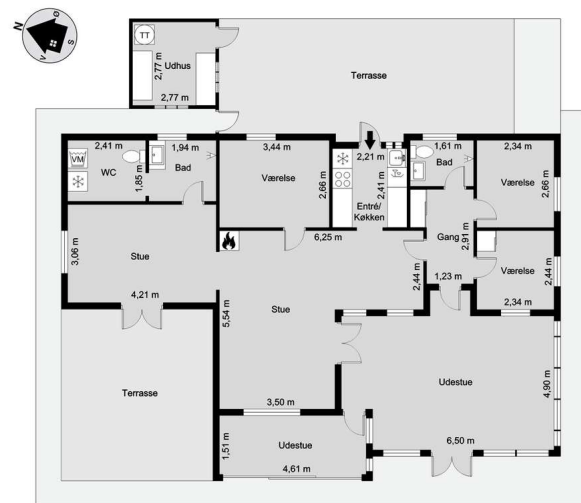 N
Ø
S
V
TT
Udhus
2,77 m
2,77 m
Terrasse
2,41 m
VM
WC
1,85 m
1,94 m
Bad
3,44 m
Værelse
2,66 m
2,21 m
2,41 m
Entré/
Køkken
1,61 m
Bad
2,34 m
Værelse
2,66 m
Gang
2,91 m
1,23 m
Værelse
2,44 m
2,34 m
3,06 m
Stue
4,21 m
6,25 m
2,44 m
5,54 m
Stue
3,50 m
Terrasse
Udestue
4,90 m
6,50 m
1,51 m
Udestue
4,61 m